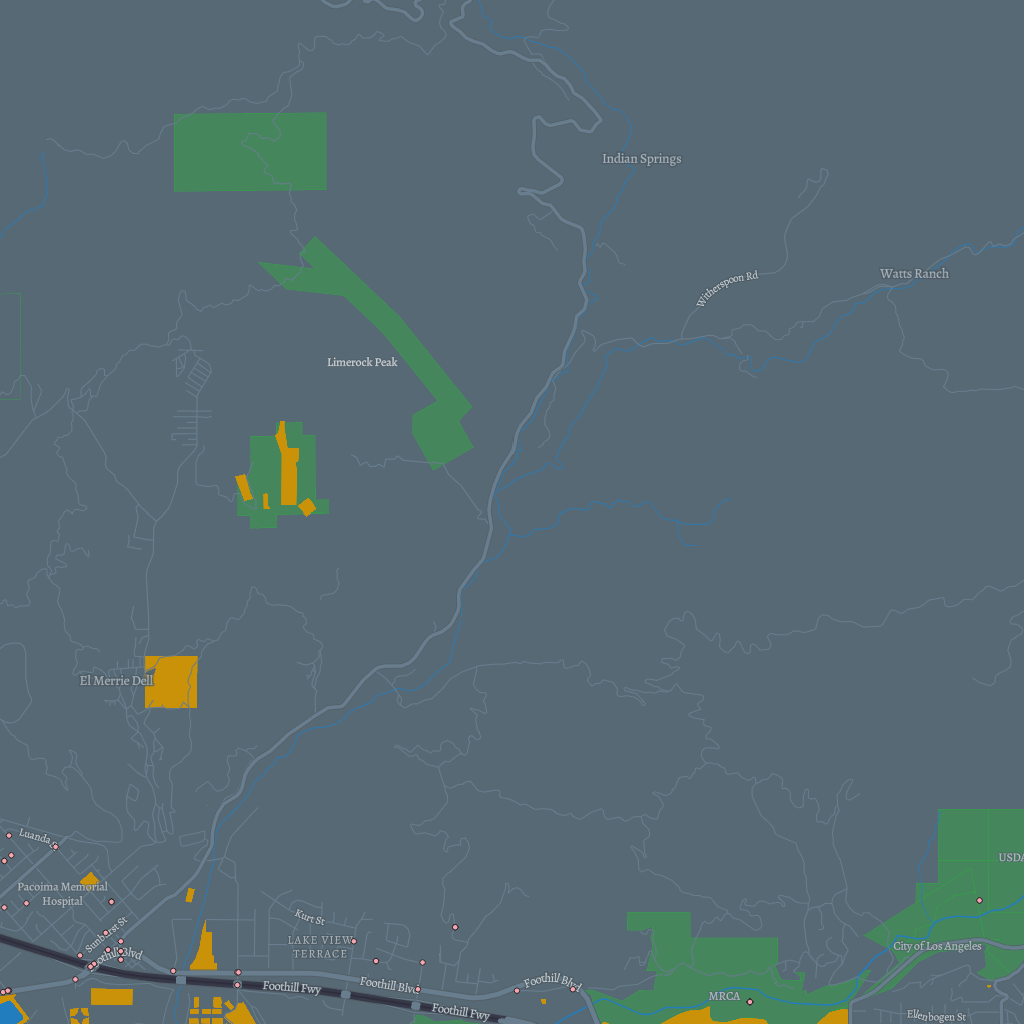 Indian Springs
Watts Ranch
Witherspoon Rd
Limerock Peak
El Merrie Dell
Luanda
Pacoima Memorial
Hospital
Sunburst St
Blvd
Kurt St
LAKE VIEW
TERRACE
Foothill Fwy
Foothill Blvd
Foothill Blvd
Foothill Fwy
MRCA
City of Los Angeles
USDA
Ellenbogen St